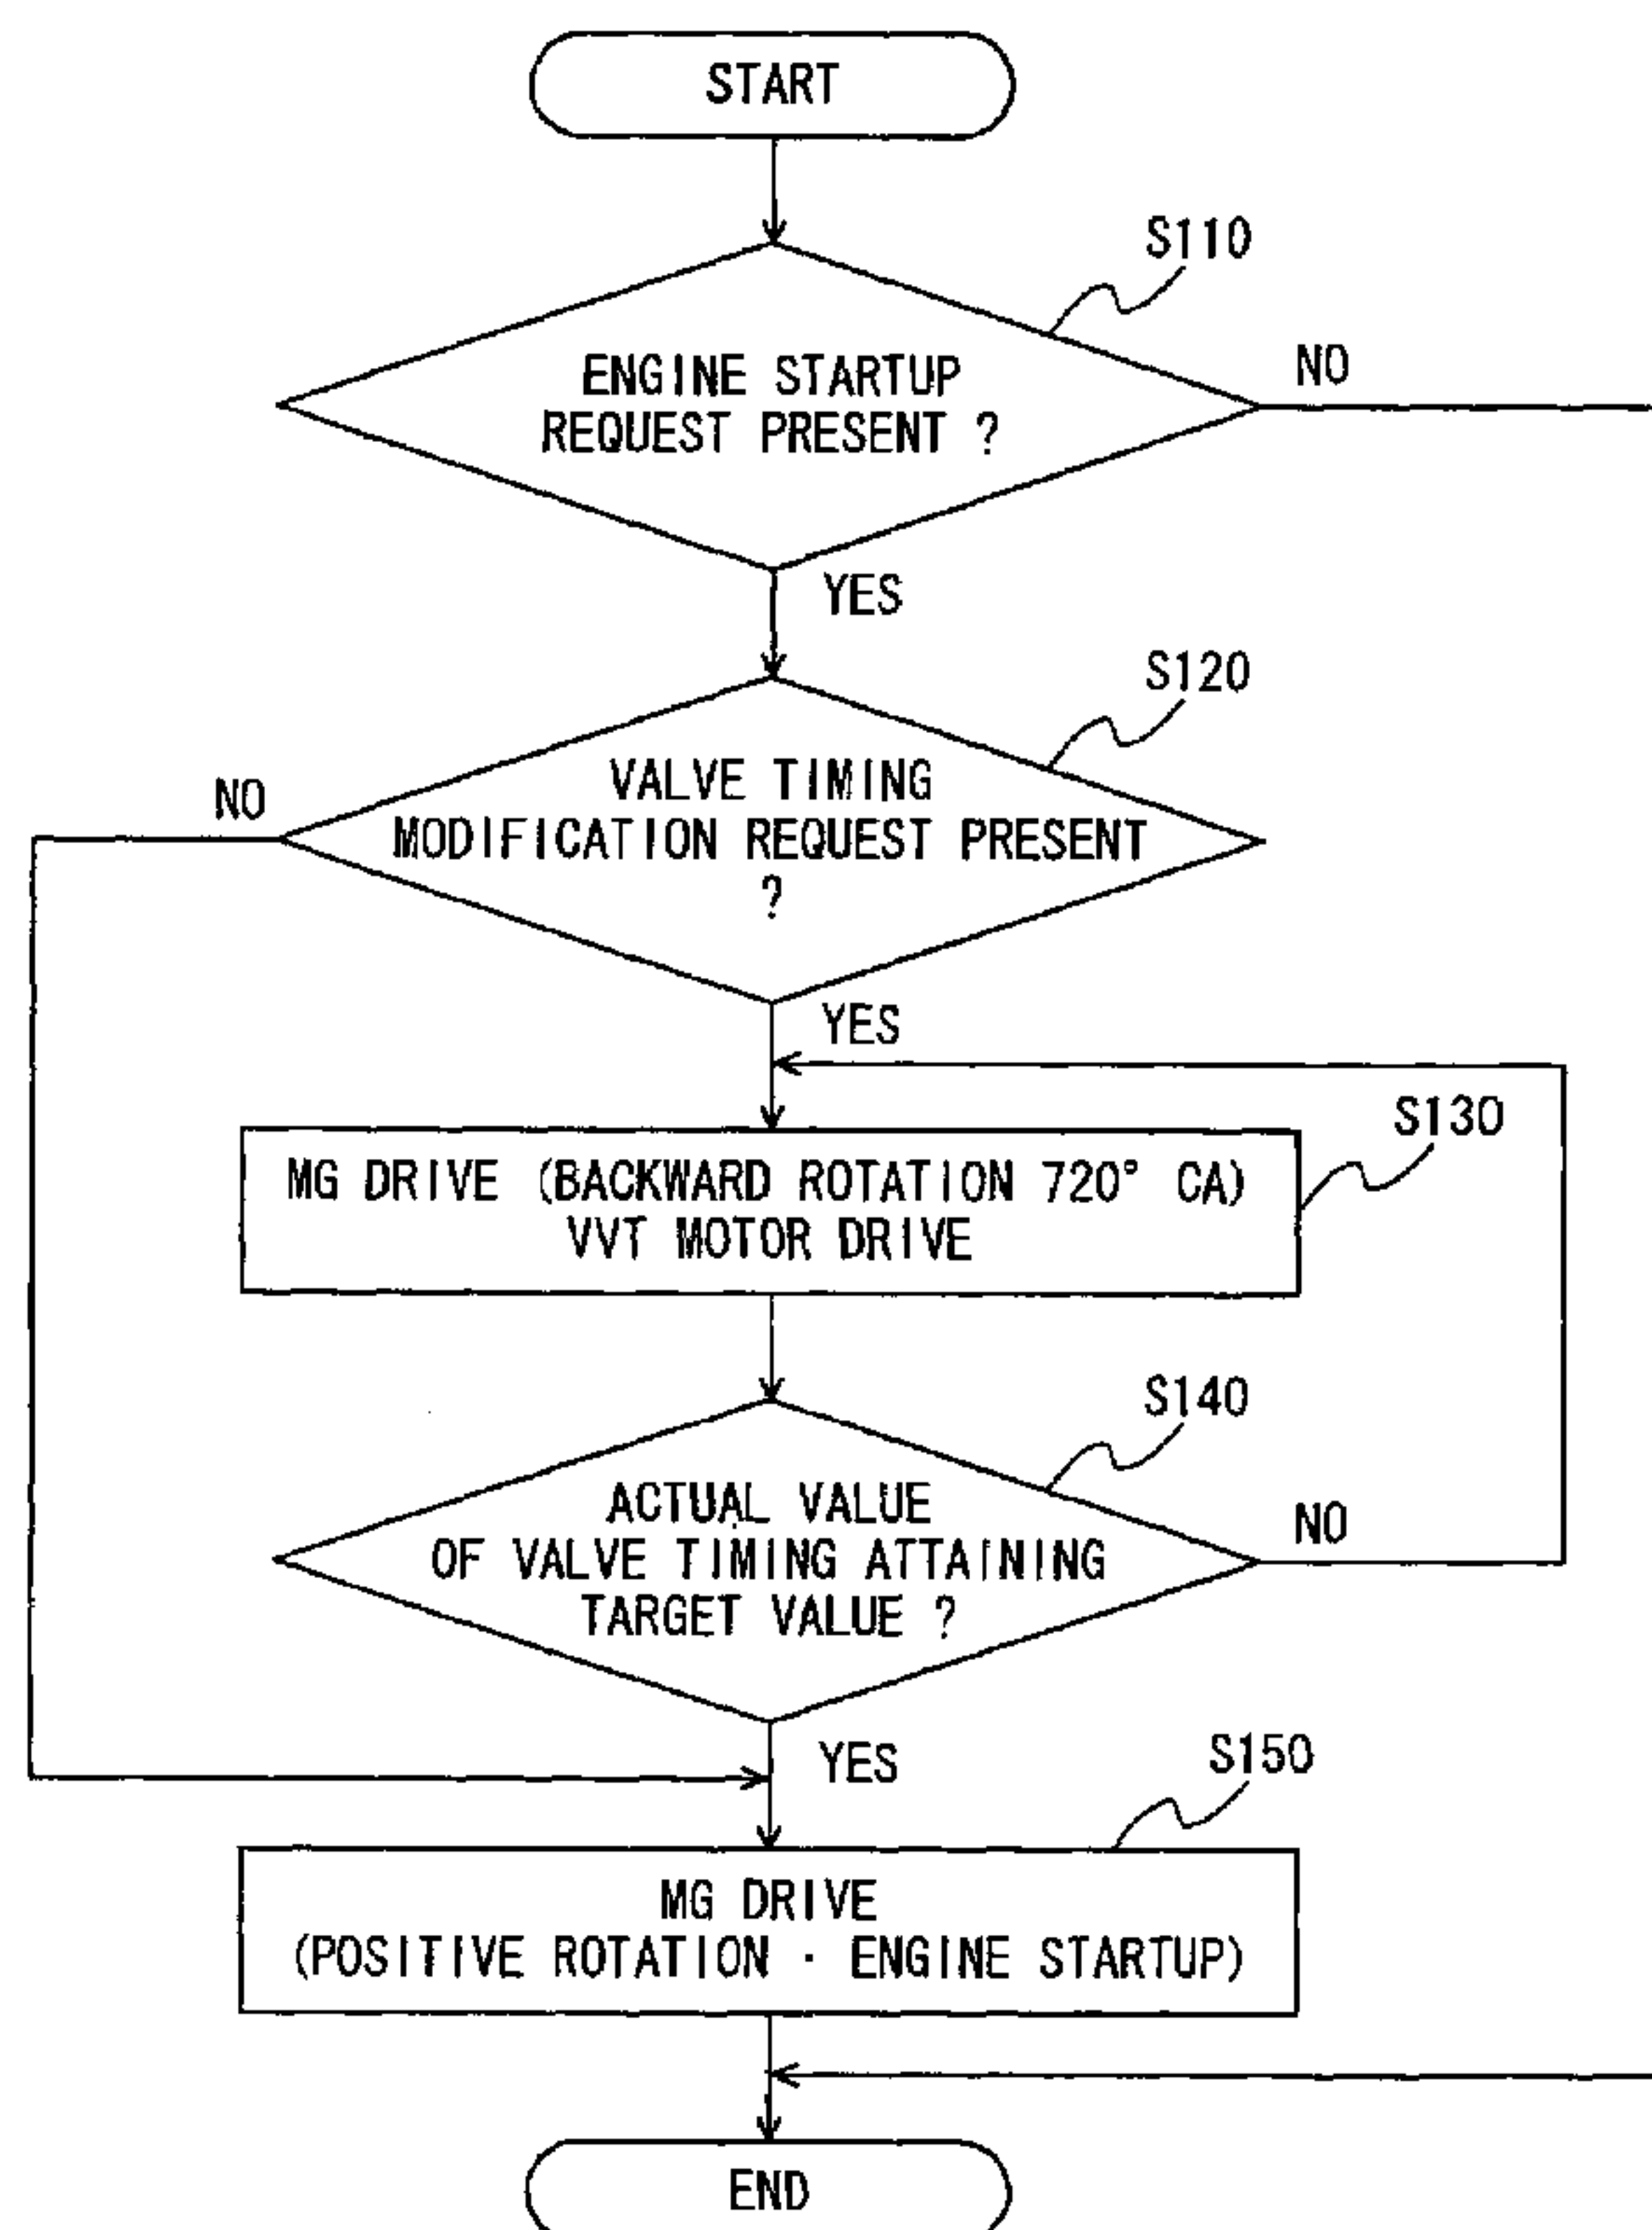 START
S110
ENGINE STARTUP
REQUEST PRESENT ?
NO
YES
S120
VALVE TIMING
MODIFICATION REQUEST PRESENT
?
NO
YES
S130
MG DRIVE (BACKWARD ROTATION 720° CA)
VVT MOTOR DRIVE
S140
ACTUAL VALUE
OF VALVE TIMING ATTAINING
TARGET VALUE ?
NO
YES
S150
MG DRIVE
(POSITIVE ROTATION · ENGINE STARTUP)
END